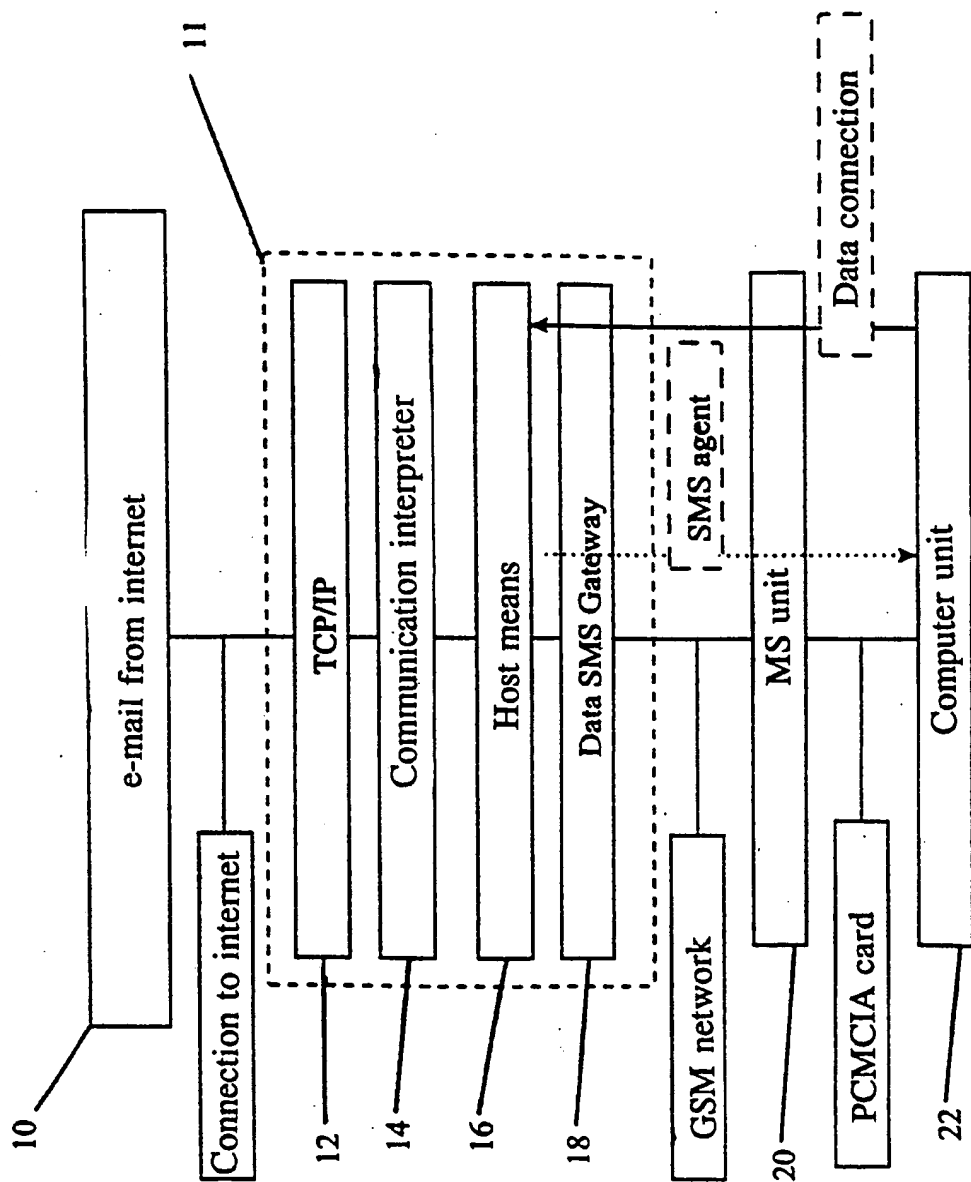 10
e-mail from internet
Connection to internet
11
12
TCP/IP
14
Communication interpreter
16
Host means
18
Data SMS Gateway
GSM network
SMS agent
20
MS unit
PCMCIA card
Data connection
22
Computer unit